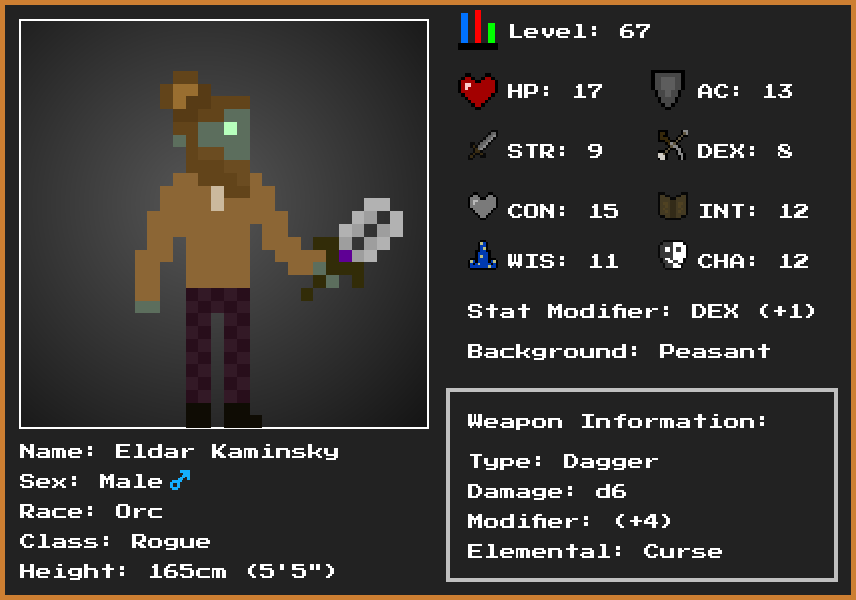 Level: 67
HP: 17
AC: 13
STR: 9
DEX: 8
CON: 15
INT: 12
WIS: 11
CHA: 12
Stat Modifier: DEX (+1)
Background: Peasant
Weapon Information:
Type: Dagger
Damage: d6
Modifier: (+4)
Elemental: Curse
Name: Eldar Kaminsky
Sex: Male♂
Race: Orc
Class: Rogue
Height: 165cm (5'5")